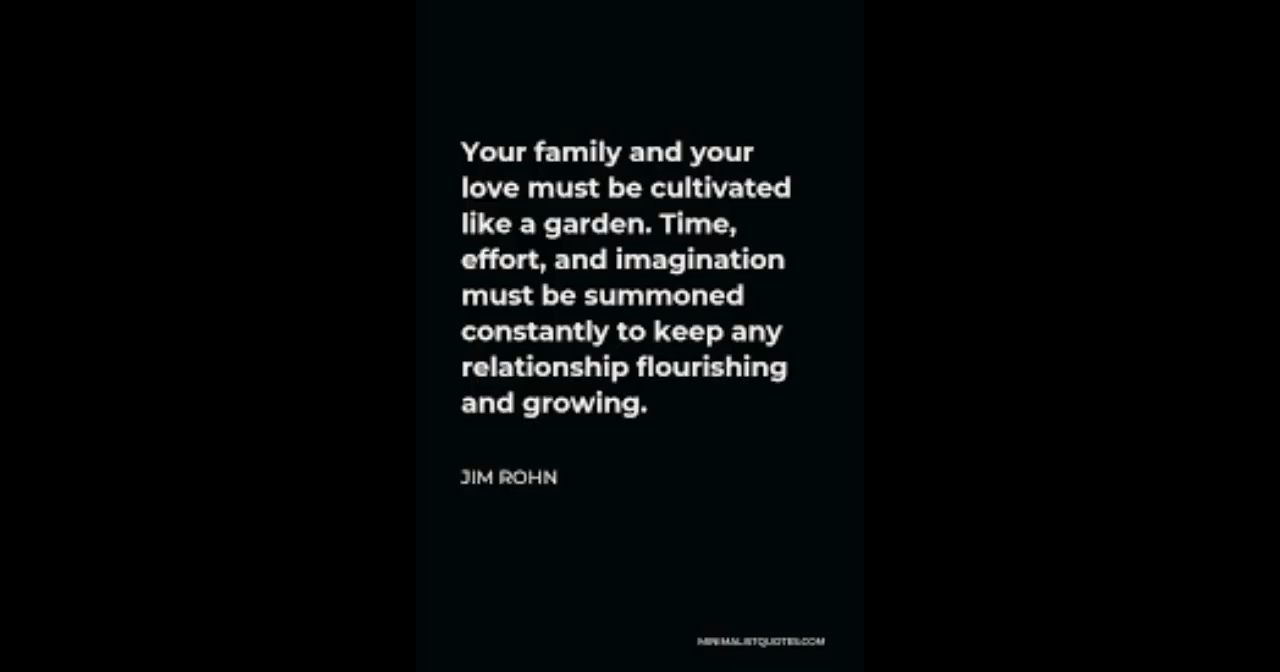 Your family and your
love must be cultivated
like a garden. Time,
effort, and imagination
must be summoned
constantly to keep any
relationship flourishing
and growing.
JIM ROHN
MINIMALISTQUOTES.COM